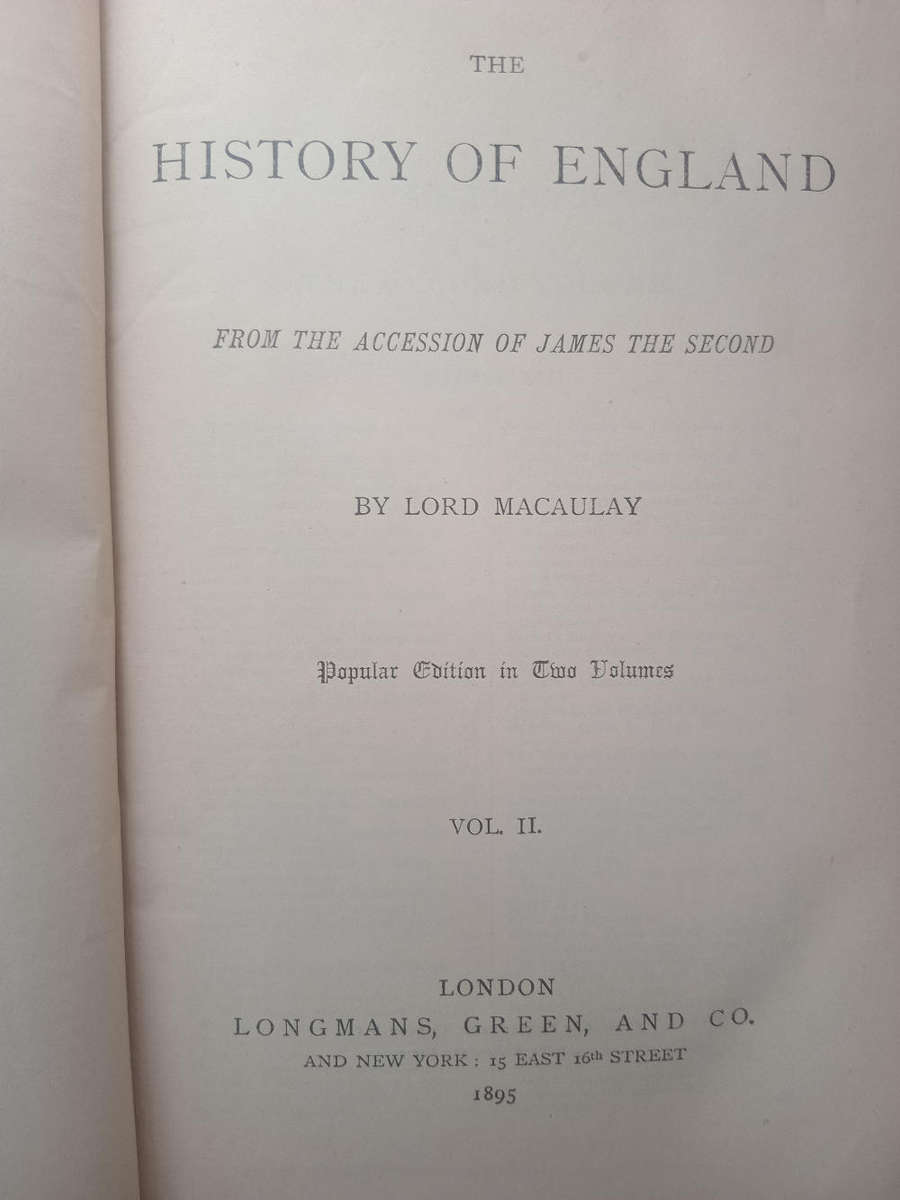 THE
HISTORY OF ENGLAND
FROM THE ACCESSION OF JAMES THE SECOND
BY LORD MACAULAY
Popular Edition in Two Volumes
VOL. II.
LONDON
LONGMANS, GREEN, AND CO.
AND NEW YORK : 15 EAST 16th STREET
1895